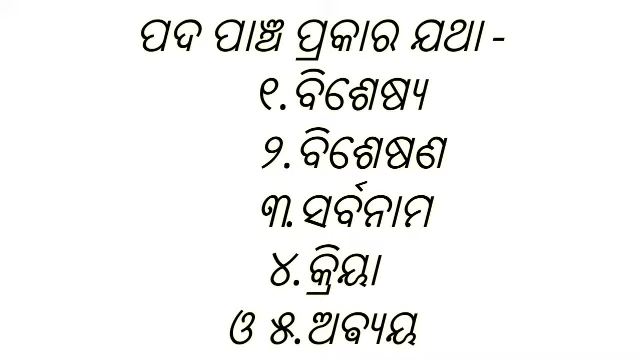 ପଦ ପାଞ୍ଚ ପ୍ରକାର ଯଥା -
୧. ବିଶେଷ୍ୟ
୨. ବିଶେଷଣ
୩. ସର୍ବନାମ
୪. କ୍ରିୟା
ଓ ୫. ଅବ୍ୟୟ